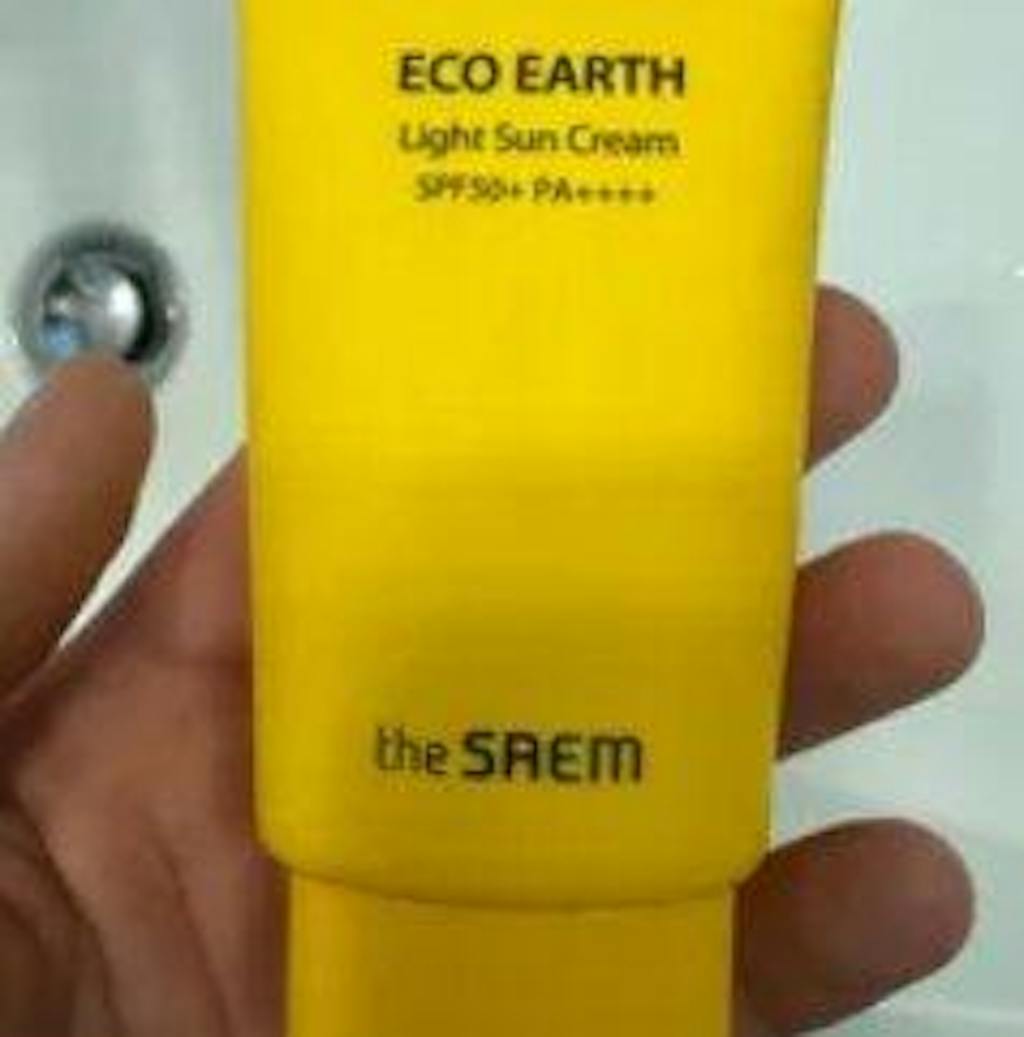 ECO EARTH
Light Sun Cream
SPF50+ PA++++
the SAEM